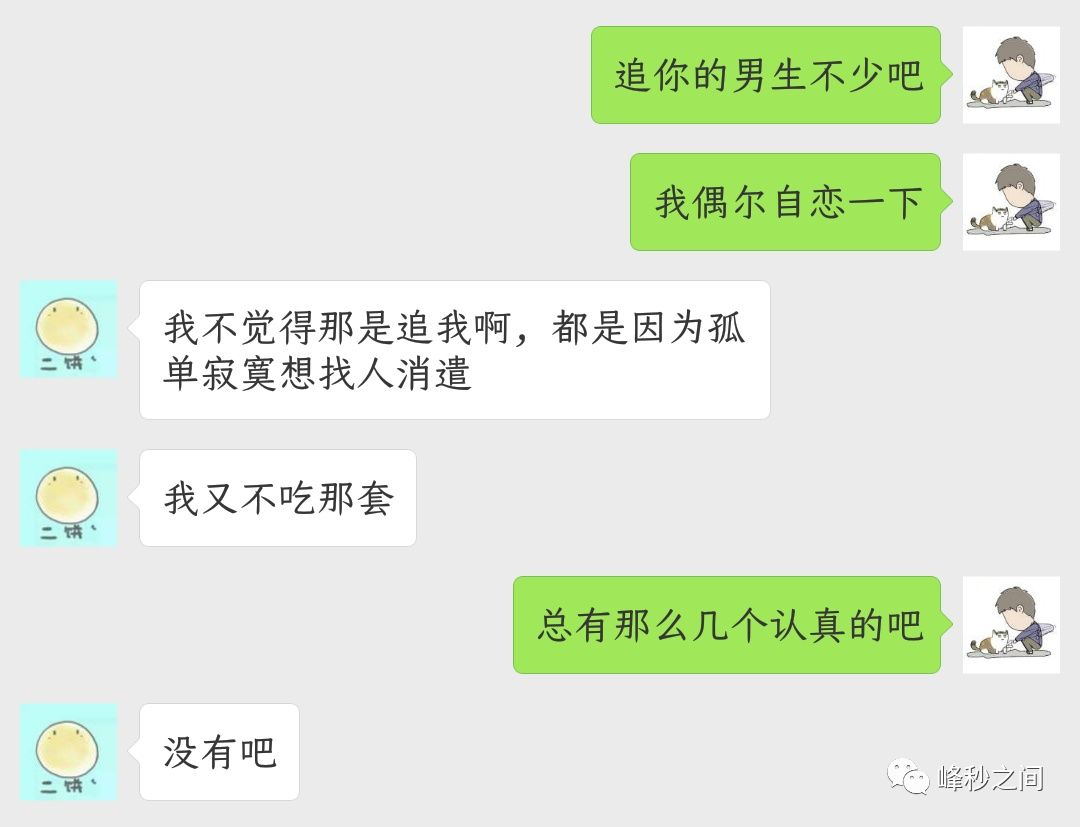 追你的男生不少吧
我偶尔自恋一下
我不觉得那是追我啊，都是因为孤
单寂寞想找人消遣
二饼
我又不吃那套
二饼
总有那么几个认真的吧
没有吧
二饼
峰秒之间